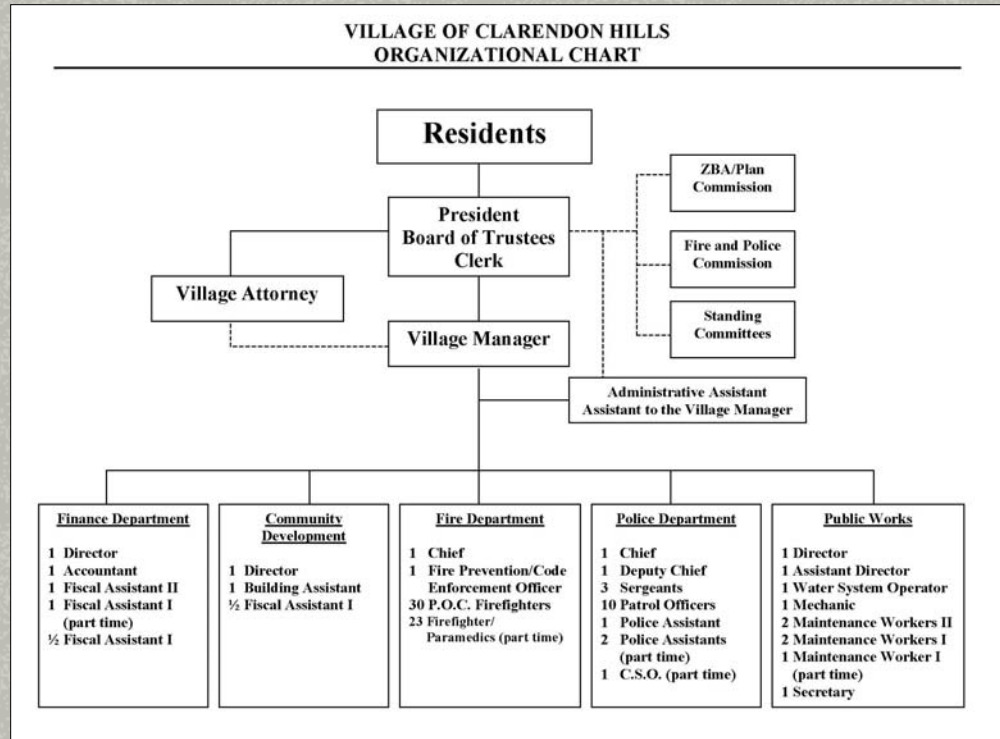 VILLAGE OF CLARENDON HILLS
ORGANIZATIONAL CHART
Residents
President
Board of Trustees
Clerk
ZBA/Plan
Commission
Fire and Police
Commission
Standing
Committees
Village Attorney
Village Manager
Administrative Assistant
Assistant to the Village Manager
Finance Department
1 Director
1 Accountant
1 Fiscal Assistant II
1 Fiscal Assistant I
(part time)
½ Fiscal Assistant I
Community
Development
1 Director
1 Building Assistant
½ Fiscal Assistant I
Fire Department
1 Chief
1 Fire Prevention/Code
Enforcement Officer
30 P.O.C. Firefighters
23 Firefighter/
Paramedics (part time)
Police Department
1 Chief
1 Deputy Chief
3 Sergeants
10 Patrol Officers
1 Police Assistant
2 Police Assistants
(part time)
1 C.S.O. (part time)
Public Works
1 Director
1 Assistant Director
1 Water System Operator
1 Mechanic
2 Maintenance Workers II
2 Maintenance Workers I
1 Maintenance Worker I
(part time)
1 Secretary